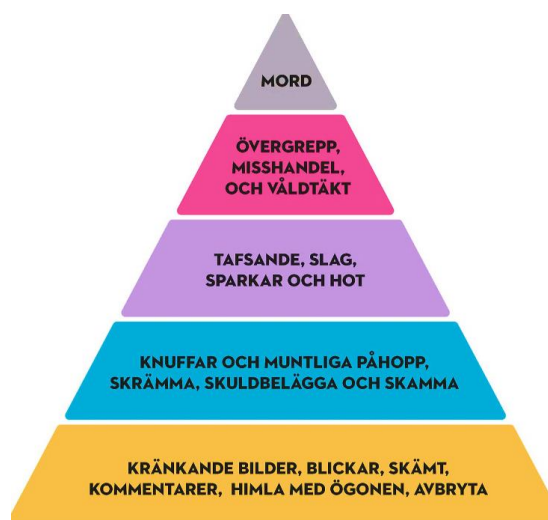 MORD
ÖVERGREPP,
MISSHANDEL,
OCH VÅLDTÄKT
TAFSANDE, SLAG,
SPARKAR OCH HOT
KNUFFAR OCH MUNTLIGA PÅHOPP,
SKRÄMMA, SKULDBELÄGGA OCH SKAMMA
KRÄNKANDE BILDER, BLICKAR, SKÄMT,
KOMMENTARER, HIMLA MED ÖGONEN, AVBRYTA